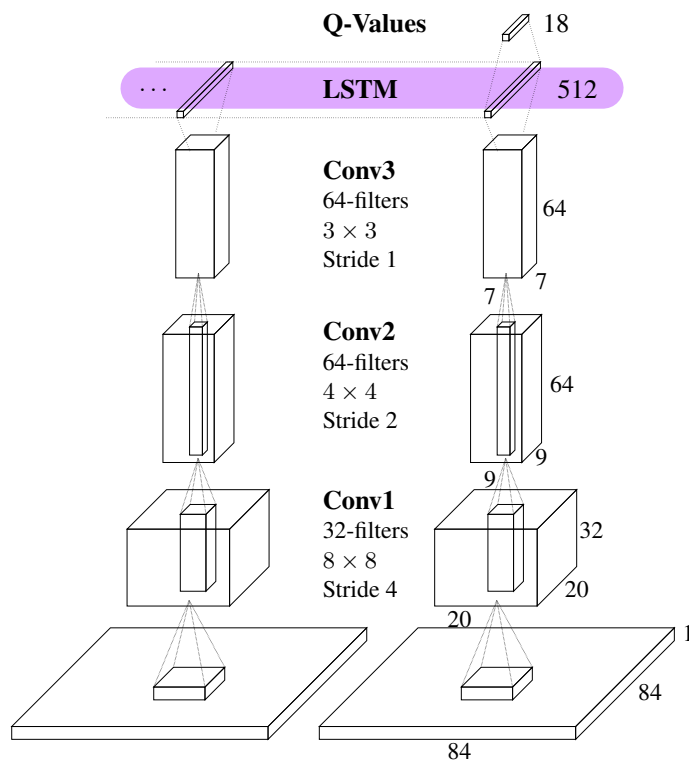 Q-Values 18
··· LSTM 512
Conv3
64-filters
3 × 3
Stride 1
64
7
7
Conv2
64-filters
4 × 4
Stride 2
64
9
9
Conv1
32-filters
8 × 8
Stride 4
32
20
20
1
84
84